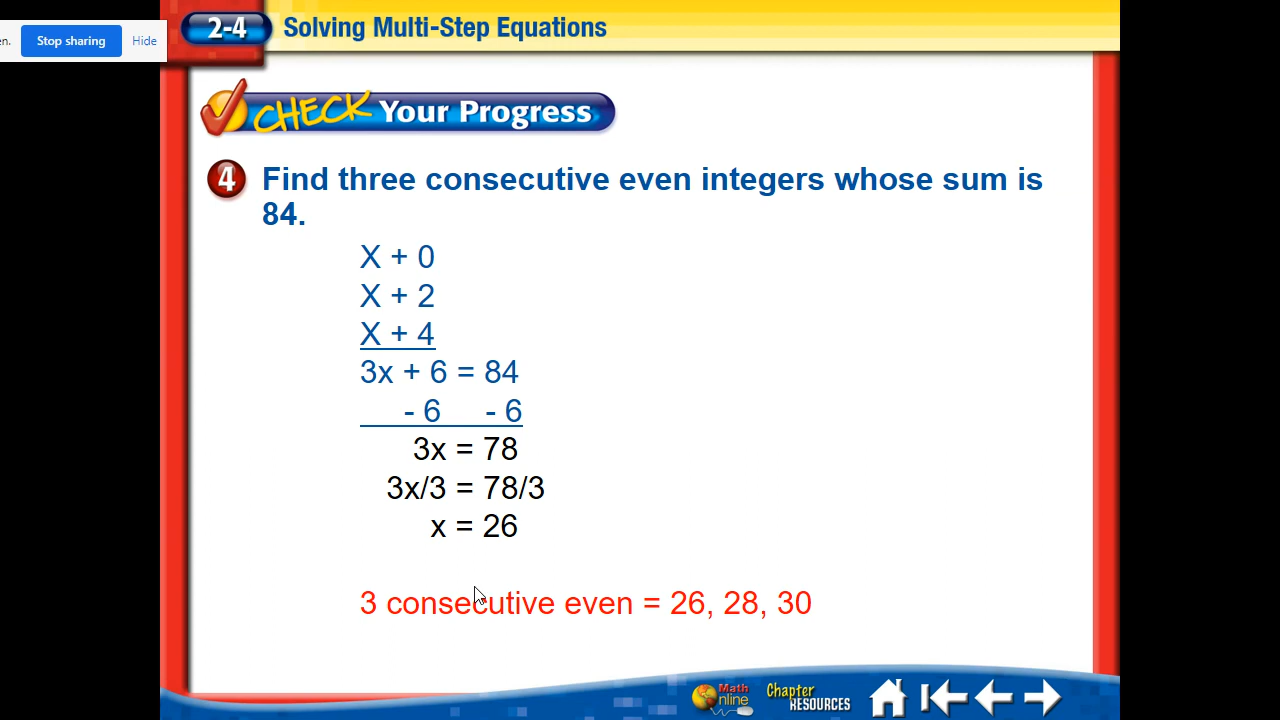 2-4 Solving Multi-Step Equations
en. Stop sharing Hide
CHECK Your Progress
4 Find three consecutive even integers whose sum is
84.
X + 0
X + 2
X + 4
3x + 6 = 84
- 6 - 6
3x = 78
3x/3 = 78/3
x = 26
3 consecutive even = 26, 28, 30
Math
nline
Chapter
RESOURCES